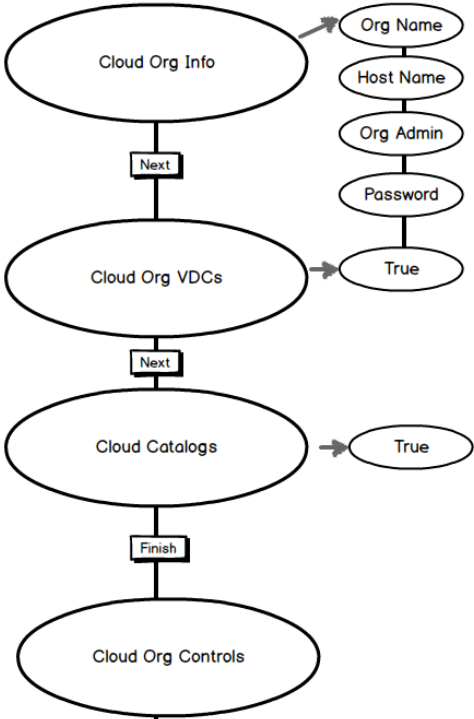 Cloud Org Info
Org Name
Host Name
Org Admin
Password
Next
Cloud Org VDCs
True
Next
Cloud Catalogs
True
Finish
Cloud Org Controls